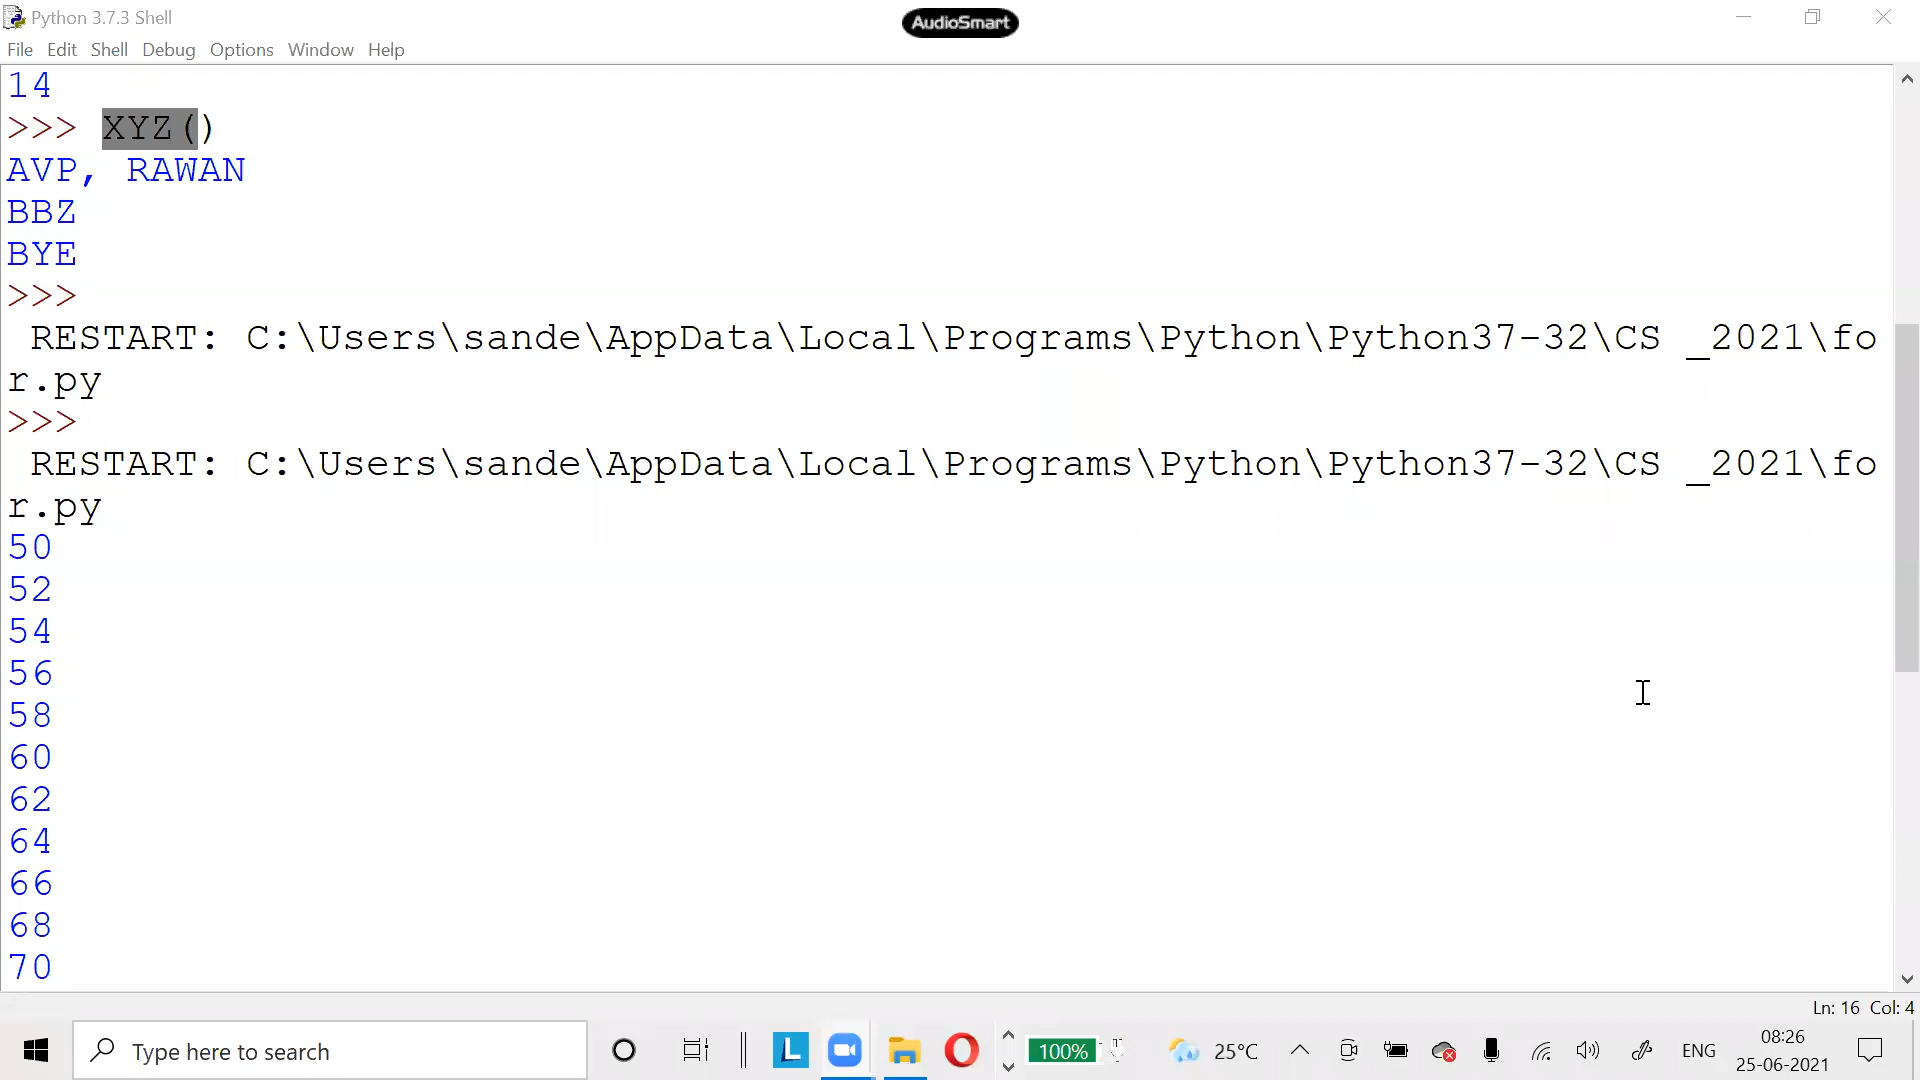 Python 3.7.3 Shell
AudioSmart
File Edit Shell Debug Options Window Help
14
>>> XYZ()
AVP, RAWAN
BBZ
BYE
>>>
 RESTART: C:\Users\sande\AppData\Local\Programs\Python\Python37-32\CS _2021\fo
r.py
>>>
 RESTART: C:\Users\sande\AppData\Local\Programs\Python\Python37-32\CS _2021\fo
r.py
50
52
54
56
58
60
62
64
66
68
70
Ln: 16 Col: 4
Type here to search
L
100%
25°C
ENG
08:26
25-06-2021